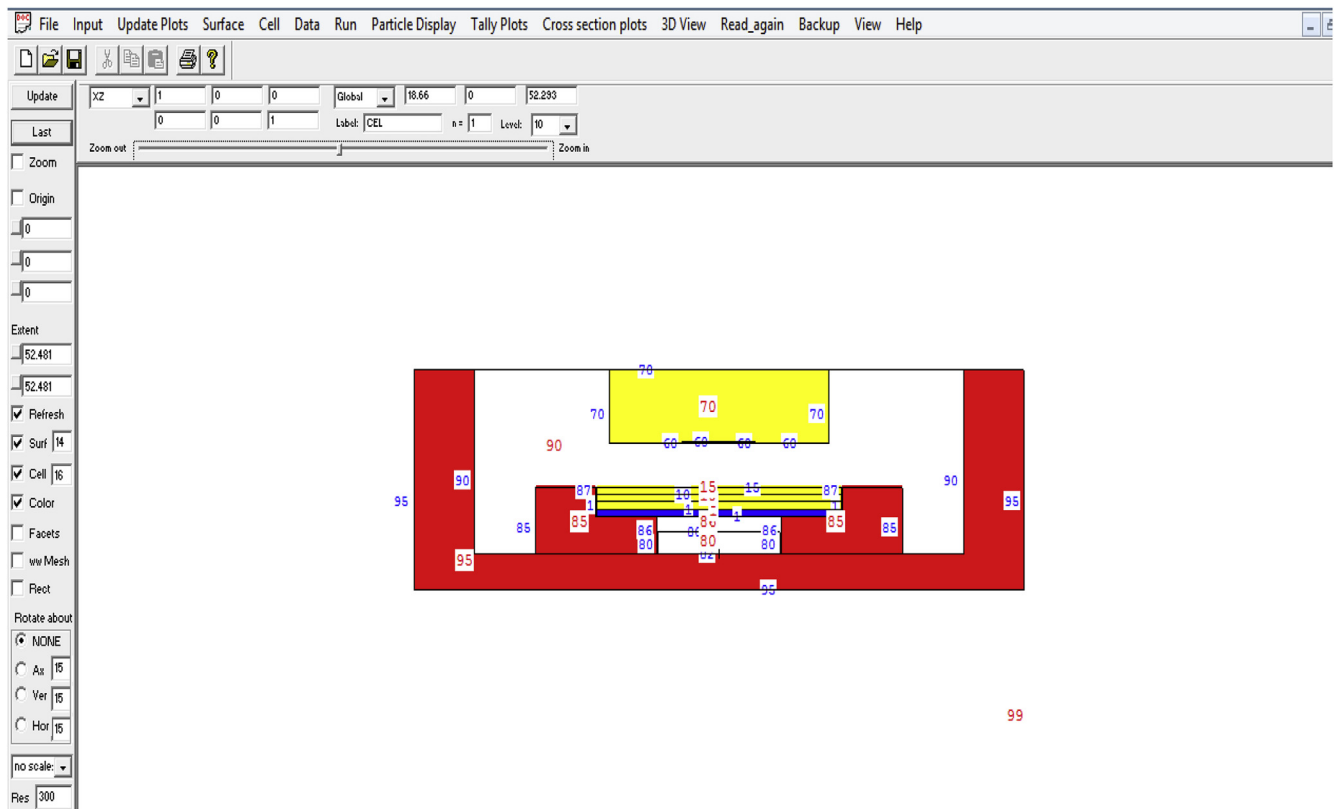 File Input Update Plots Surface Cell Data Run Particle Display Tally Plots Cross section plots 3D View Read_again Backup View Help
Update
XZ 1 0 0 Global 18.66 0 52.293
0 0 1 Label: CEL n = 1 Level: 10
Last
Zoom out Zoom in
Zoom
Origin
0
0
0
Extent
52.481
52.481
Refresh
Surf 14
Cell 16
Color
Facets
ww Mesh
Rect
Rotate about
NONE
Ax 15
Ver 15
Hor 15
no scale:
Res 300
70
70 70 70
60 60 60 60
90
90 90
87 10 15 15 87
95 1 1 95
85 85 1 1 85 85
86 86 86
80 80 80
95 82
95
99